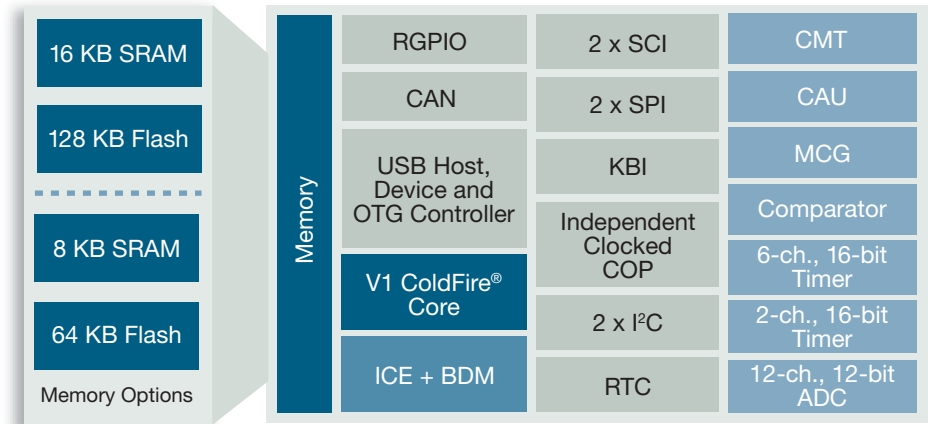 16 KB SRAM
128 KB Flash
8 KB SRAM
64 KB Flash
Memory Options
Memory
RGPIO
CAN
USB Host,
Device and
OTG Controller
V1 ColdFire®
Core
ICE + BDM
2 x SCI
2 x SPI
KBI
Independent
Clocked
COP
2 x I²C
RTC
CMT
CAU
MCG
Comparator
6-ch., 16-bit
Timer
2-ch., 16-bit
Timer
12-ch., 12-bit
ADC